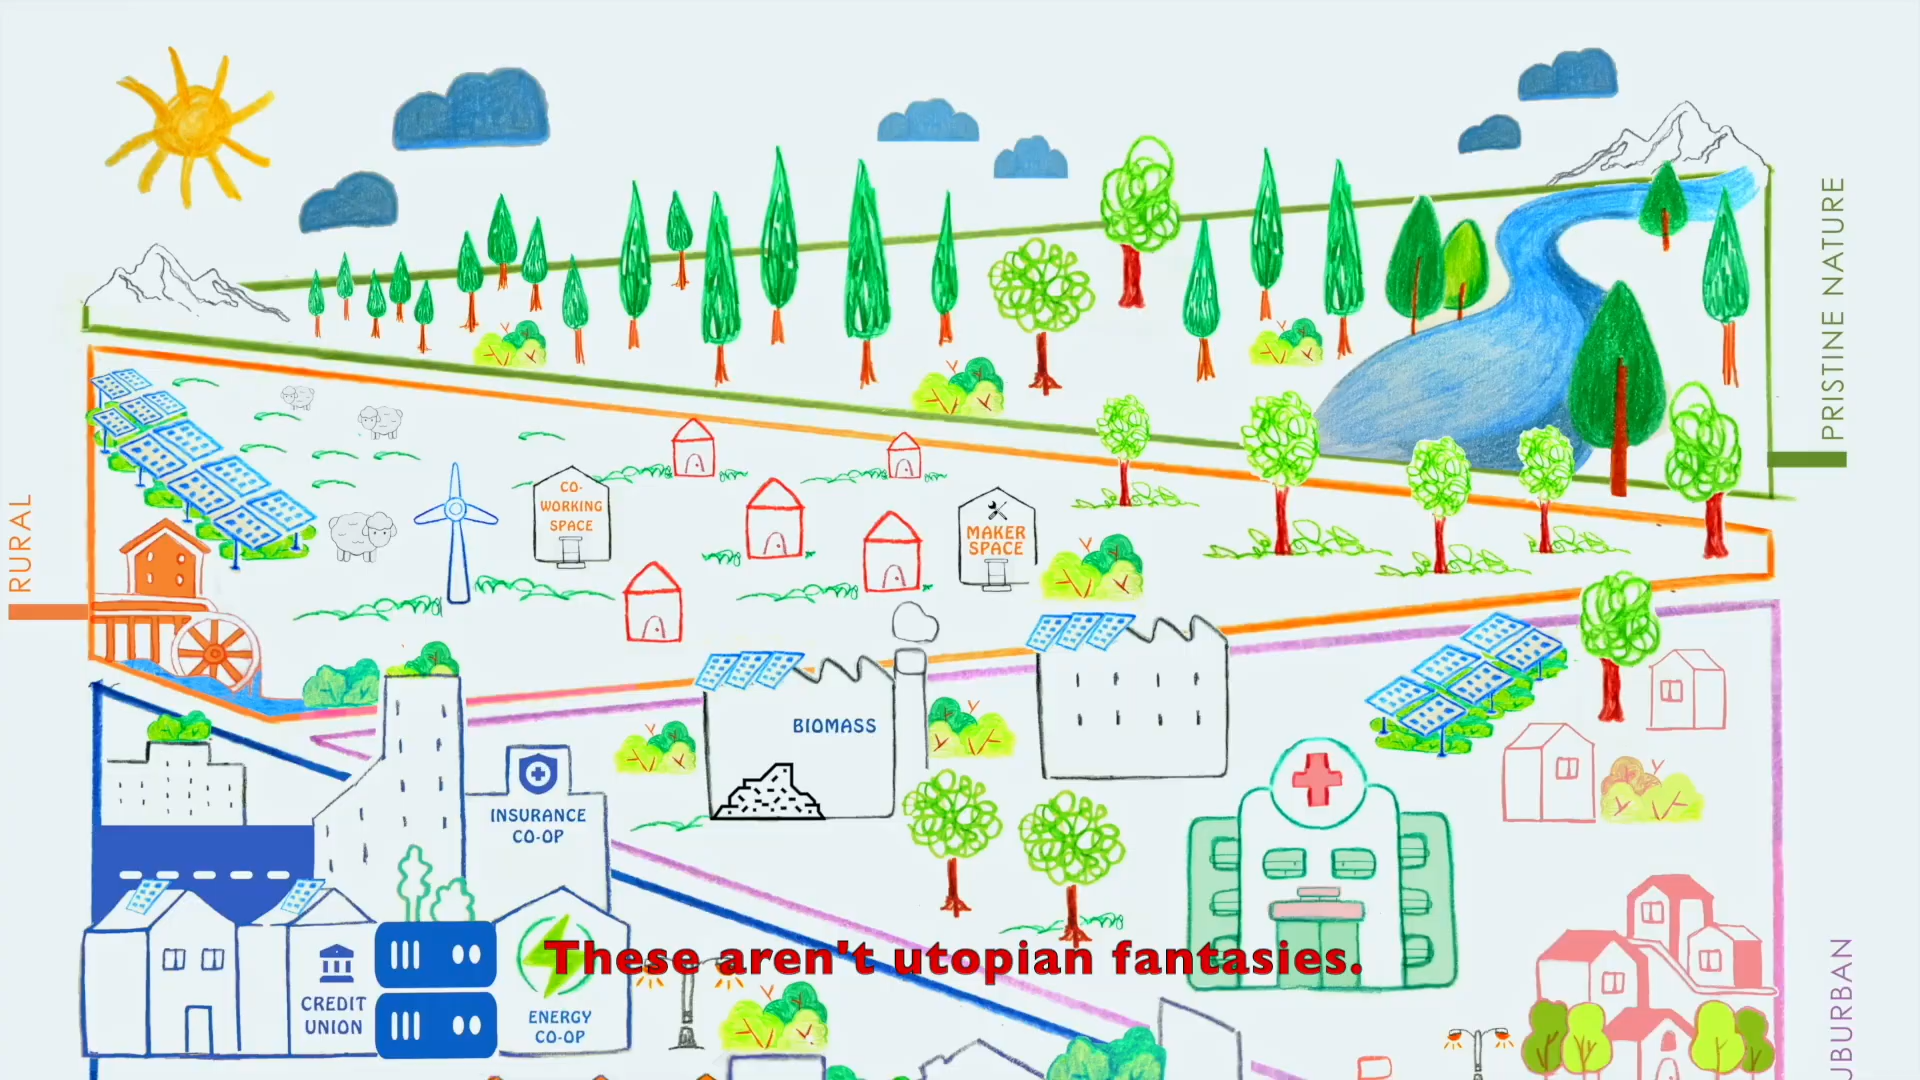 PRISTINE NATURE
RURAL
CO-
WORKING
SPACE
MAKER
SPACE
BIOMASS
INSURANCE
CO-OP
CREDIT
UNION
ENERGY
CO-OP
These aren't utopian fantasies.